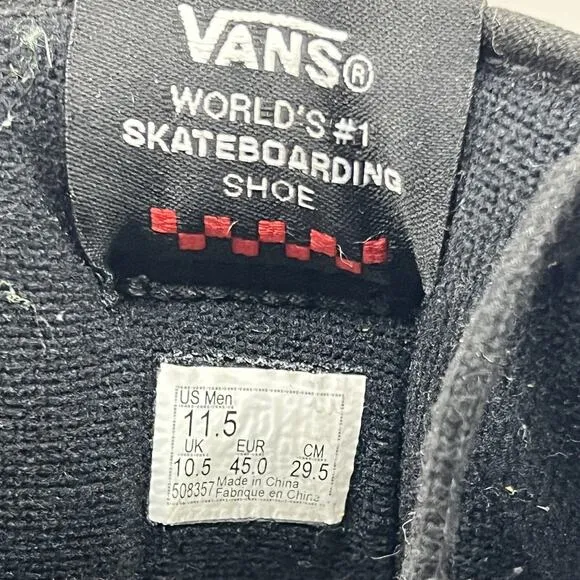 VANS®
WORLD'S #1
SKATEBOARDING
SHOE
US Men
11.5
UK EUR CM
10.5 45.0 29.5
508357 Made in China
Fabriqué en Chine